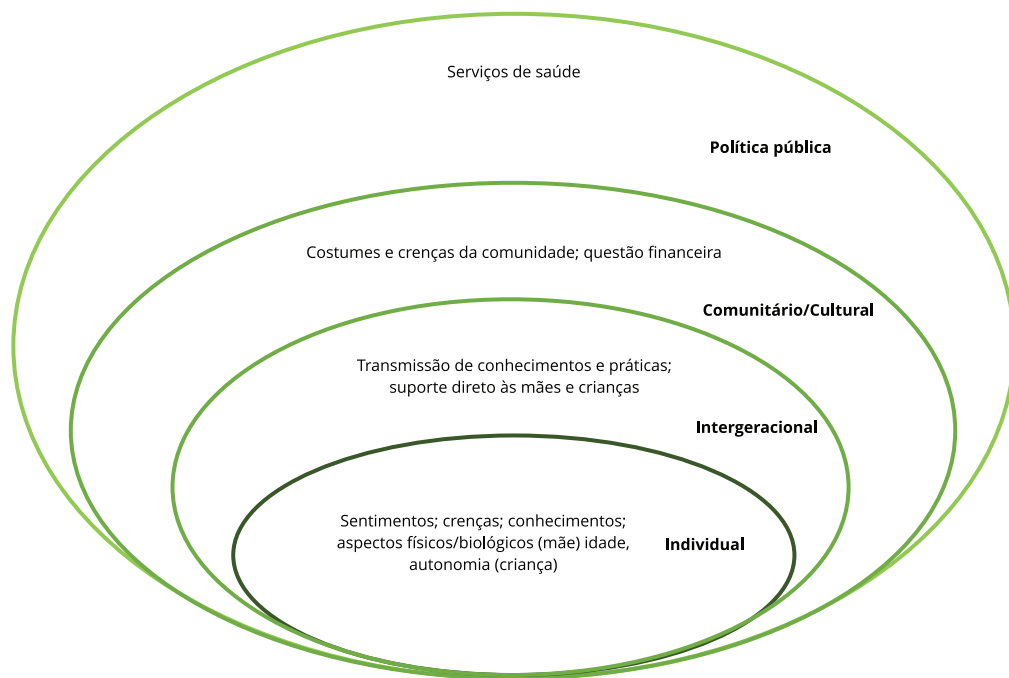 Serviços de saúde
Política pública
Costumes e crenças da comunidade; questão financeira
Comunitário/Cultural
Transmissão de conhecimentos e práticas;
suporte direto às mães e crianças
Intergeracional
Sentimentos; crenças; conhecimentos;
aspectos físicos/biológicos (mãe) idade,
autonomia (criança)
Individual